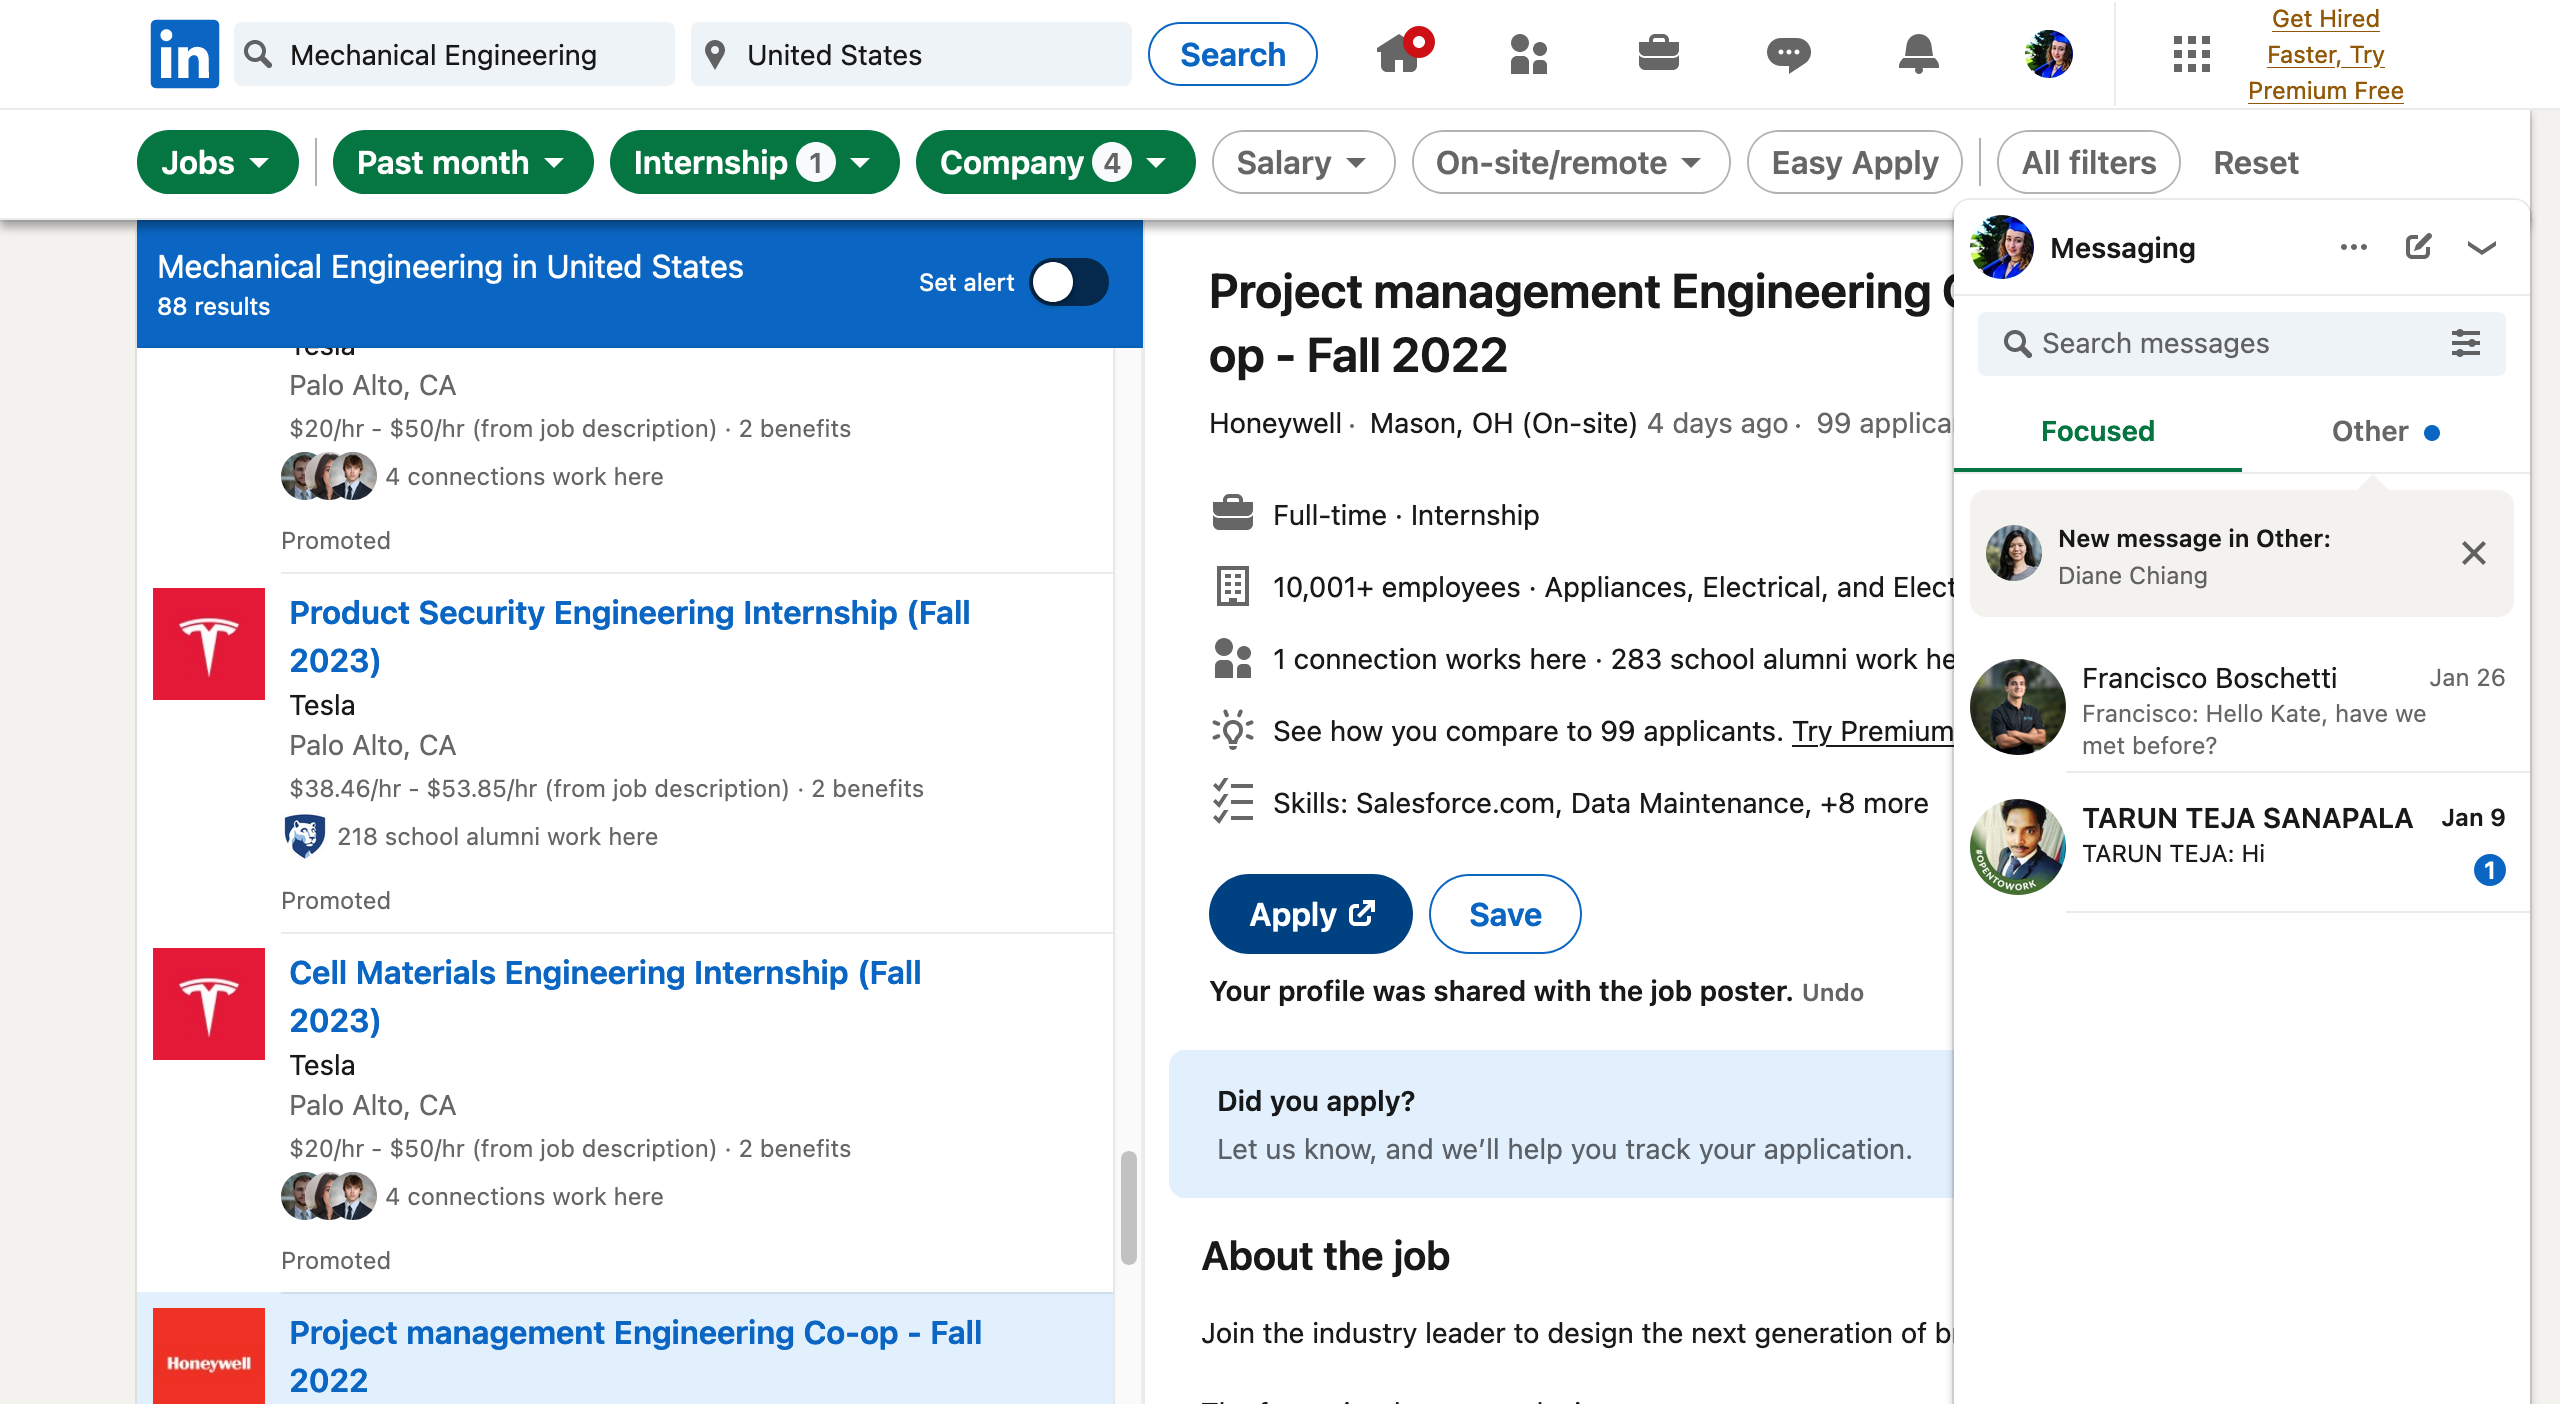 in
Mechanical Engineering
United States
Search
Get Hired
Faster, Try
Premium Free
Jobs
Past month
Internship 1
Company 4
Salary
On-site/remote
Easy Apply
All filters
Reset
Mechanical Engineering in United States
88 results
Set alert
Tesla
Palo Alto, CA
$20/hr - $50/hr (from job description) · 2 benefits
4 connections work here
Promoted
Product Security Engineering Internship (Fall
2023)
Tesla
Palo Alto, CA
$38.46/hr - $53.85/hr (from job description) · 2 benefits
218 school alumni work here
Promoted
Cell Materials Engineering Internship (Fall
2023)
Tesla
Palo Alto, CA
$20/hr - $50/hr (from job description) · 2 benefits
4 connections work here
Promoted
Honeywell
Project management Engineering Co-op - Fall
2022
Project management Engineering
op - Fall 2022
Honeywell · Mason, OH (On-site) 4 days ago · 99 applica
Full-time · Internship
10,001+ employees · Appliances, Electrical, and Elect
1 connection works here · 283 school alumni work he
See how you compare to 99 applicants. Try Premium
Skills: Salesforce.com, Data Maintenance, +8 more
Apply
Save
Your profile was shared with the job poster. Undo
Did you apply?
Let us know, and we’ll help you track your application.
About the job
Join the industry leader to design the next generation of
Messaging
Search messages
Focused
Other
New message in Other:
Diane Chiang
Francisco Boschetti
Jan 26
Francisco: Hello Kate, have we
met before?
#OPENTOWORK
TARUN TEJA SANAPALA
Jan 9
TARUN TEJA: Hi
1